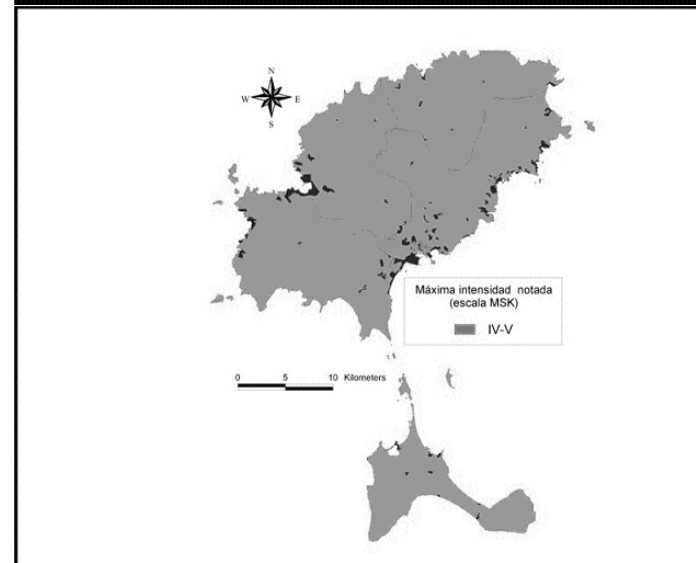 N
W E
S
Máxima intensidad notada
(escala MSK)
IV-V
0 5 10 Kilometers